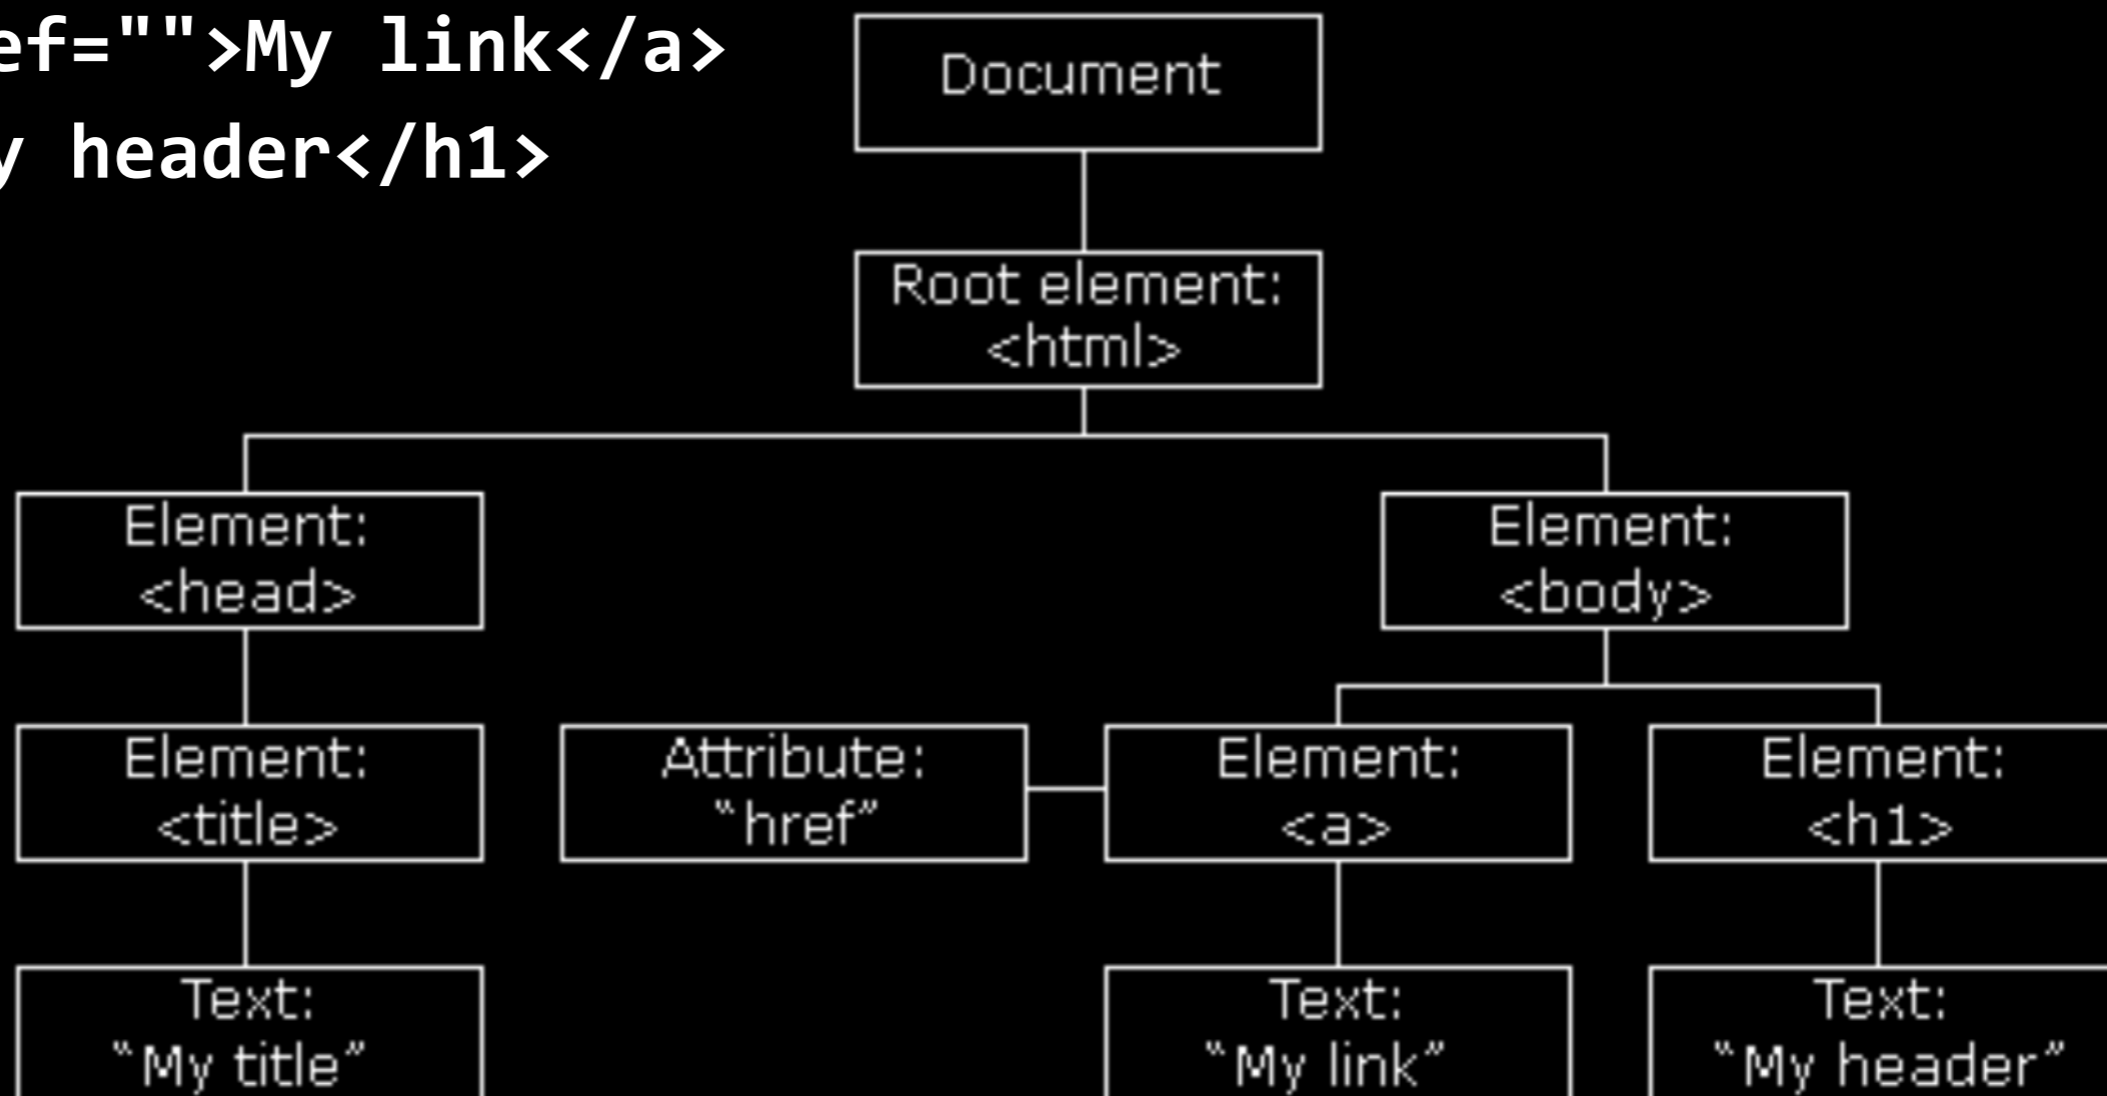 ef="">My link</a>
y header</h1>
Document
Root element:
<html>
Element:
<head>
Element:
<body>
Element:
<title>
Attribute:
“href”
Element:
<a>
Element:
<h1>
Text:
“My title”
Text:
“My link”
Text:
“My header”